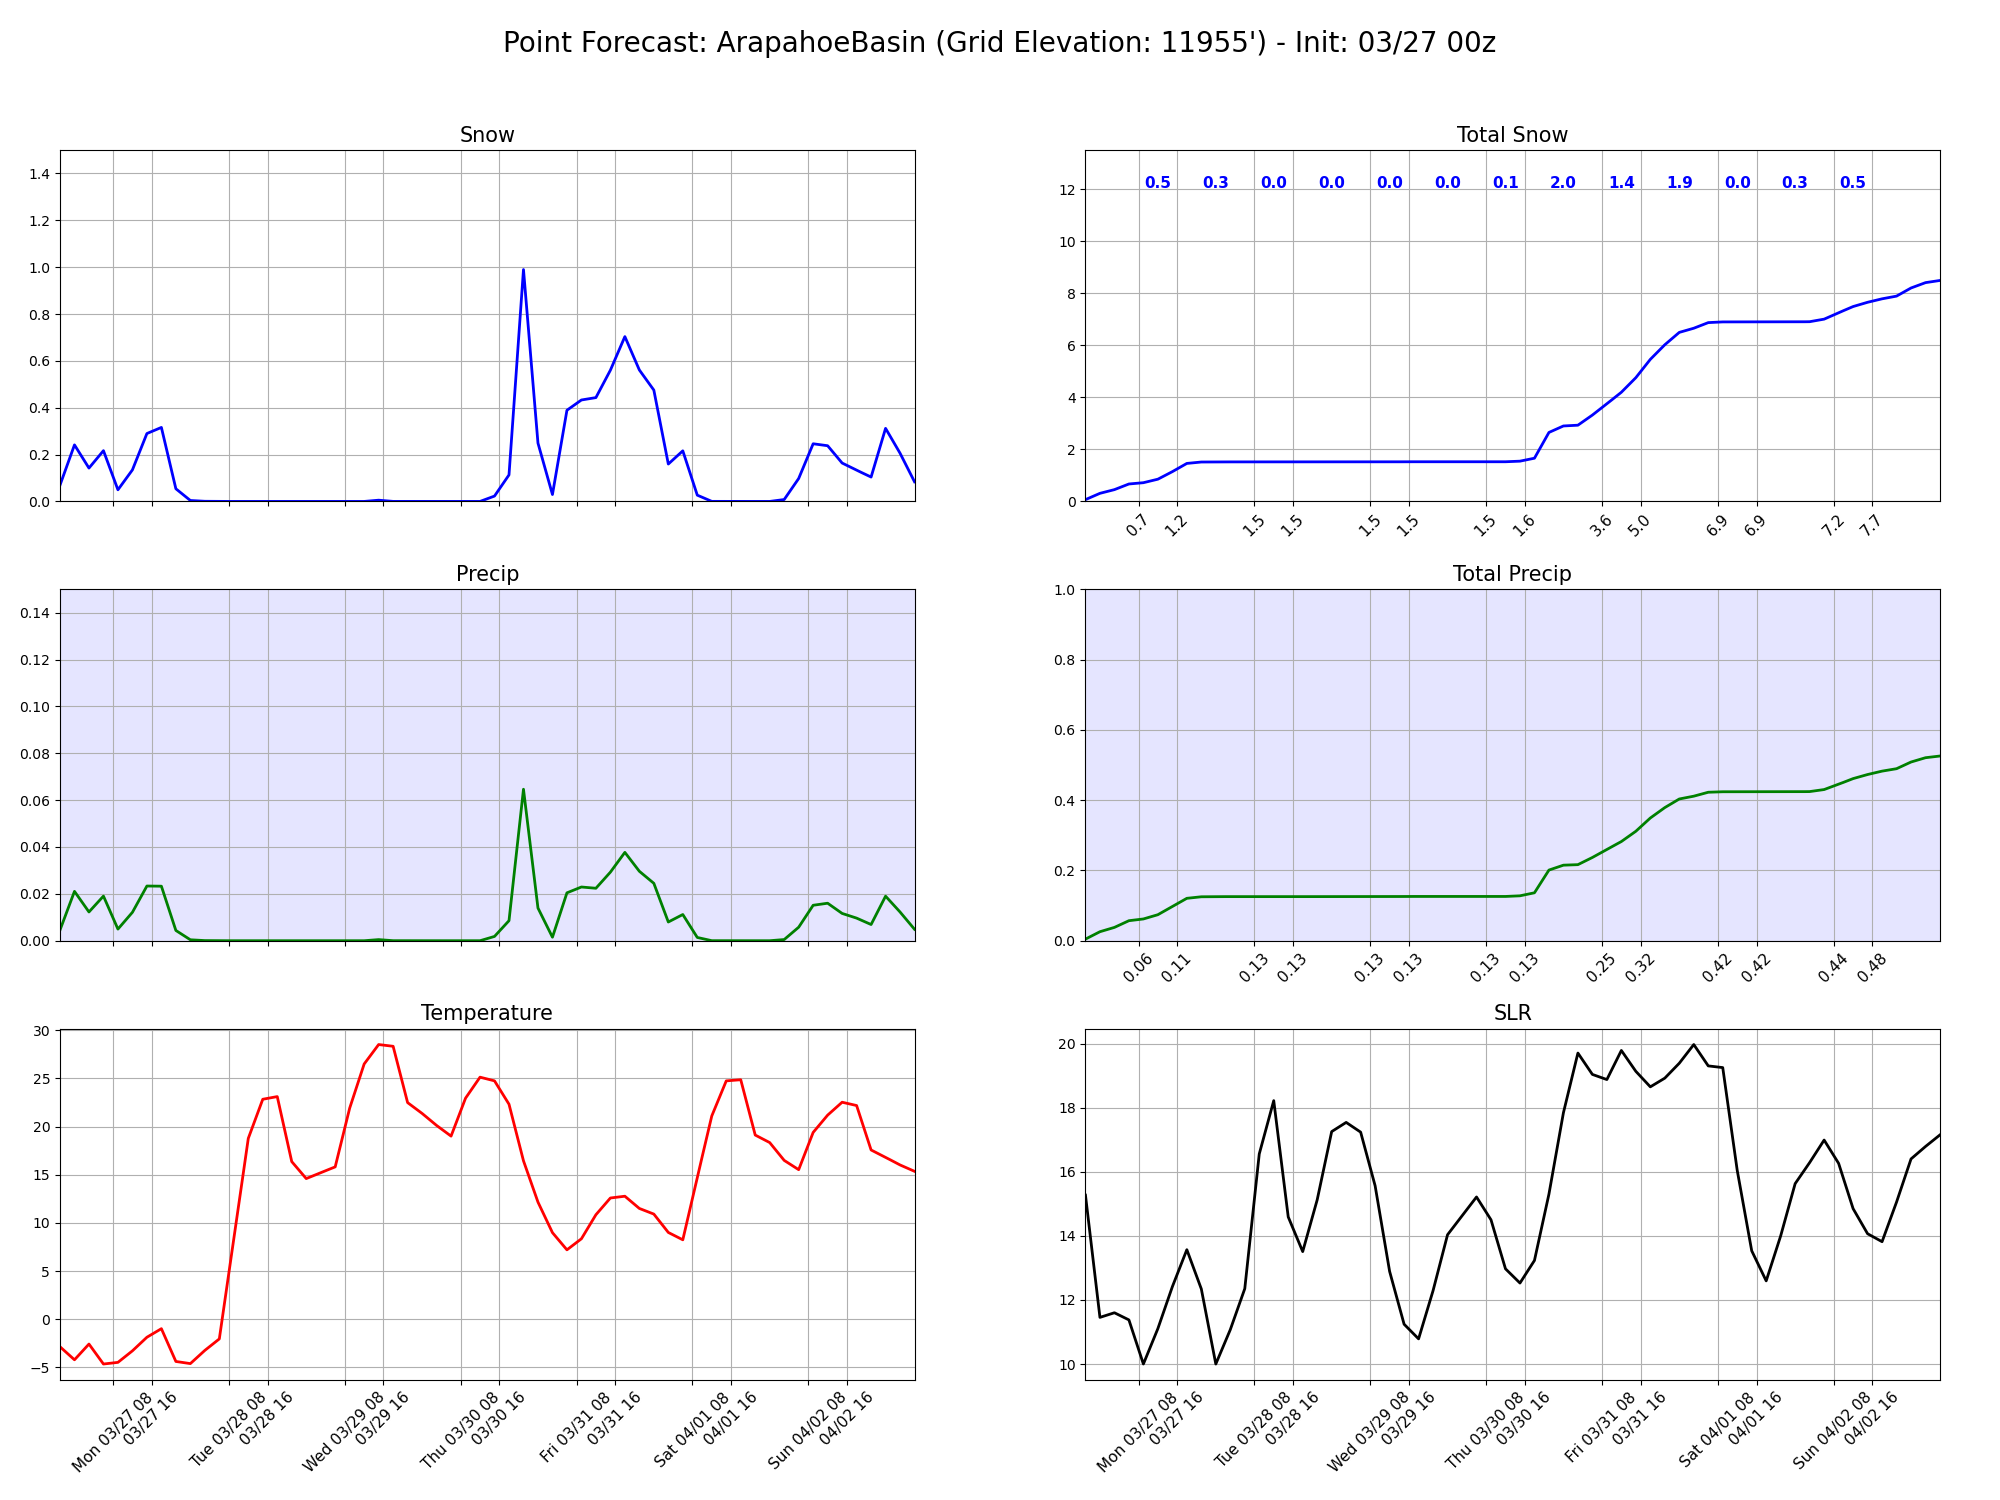 Point Forecast: ArapahoeBasin (Grid Elevation: 11955') - Init: 03/27 00z
Snow
1.4
1.2
1.0
0.8
0.6
0.4
0.2
0.0
Total Snow
0.5 0.3 0.0 0.0 0.0 0.0 0.1 2.0 1.4 1.9 0.0 0.3 0.5
12
10
8
6
4
2
0
0.7 1.2 1.5 1.5 1.5 1.5 1.5 1.6 3.6 5.0 6.9 6.9 7.2 7.7
Precip
0.14
0.12
0.10
0.08
0.06
0.04
0.02
0.00
Total Precip
1.0
0.8
0.6
0.4
0.2
0.0
0.06 0.11 0.13 0.13 0.13 0.13 0.13 0.13 0.25 0.32 0.42 0.42 0.44 0.48
Temperature
30
25
20
15
10
5
0
−5
Mon 03/27 08
03/27 16
Tue 03/28 08
03/28 16
Wed 03/29 08
03/29 16
Thu 03/30 08
03/30 16
Fri 03/31 08
03/31 16
Sat 04/01 08
04/01 16
Sun 04/02 08
04/02 16
SLR
20
18
16
14
12
10
Mon 03/27 08
03/27 16
Tue 03/28 08
03/28 16
Wed 03/29 08
03/29 16
Thu 03/30 08
03/30 16
Fri 03/31 08
03/31 16
Sat 04/01 08
04/01 16
Sun 04/02 08
04/02 16